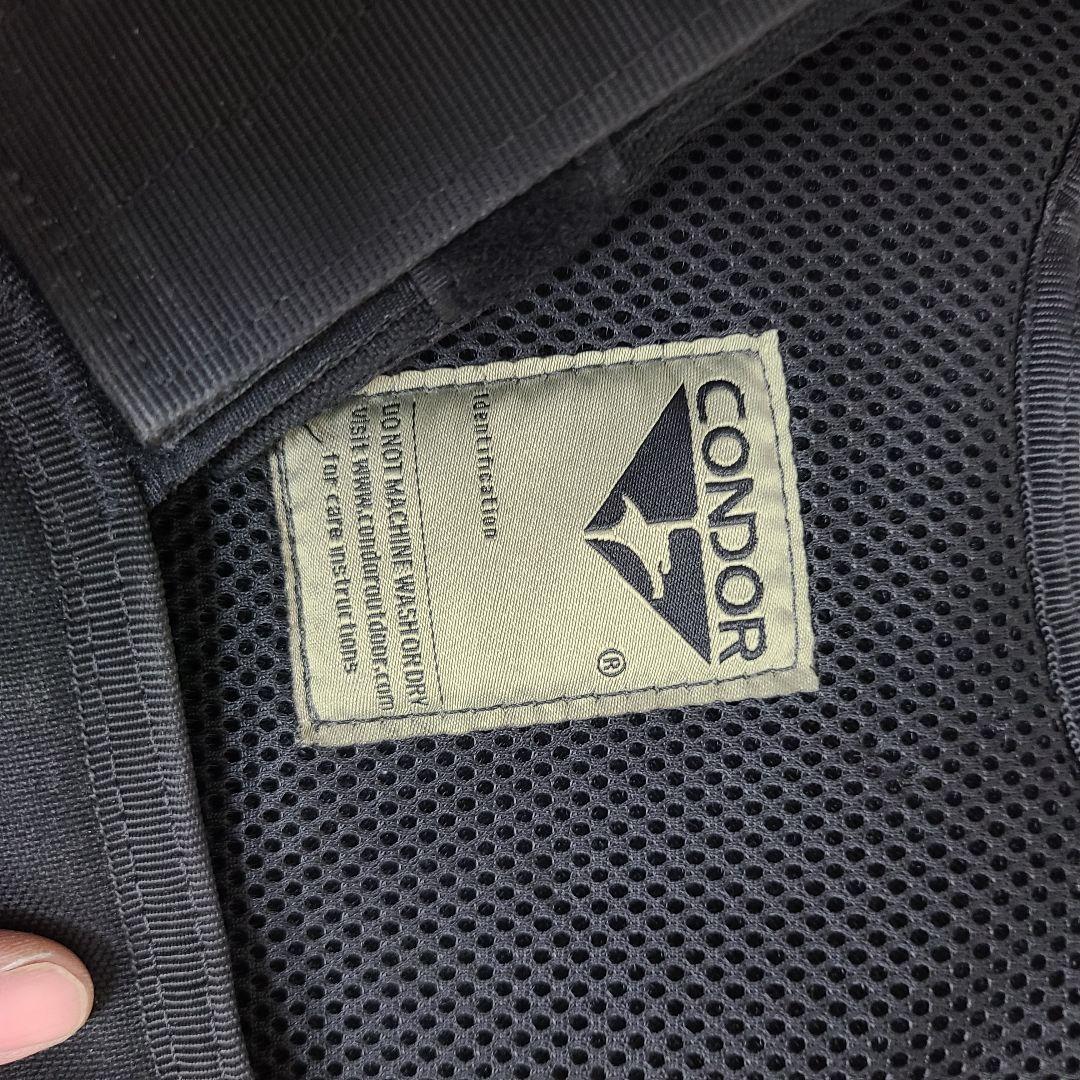 CONDOR
®
Identification
DO NOT MACHINE WASH OR DRY
VISIT www.condoroutdoor.com
for care instructions